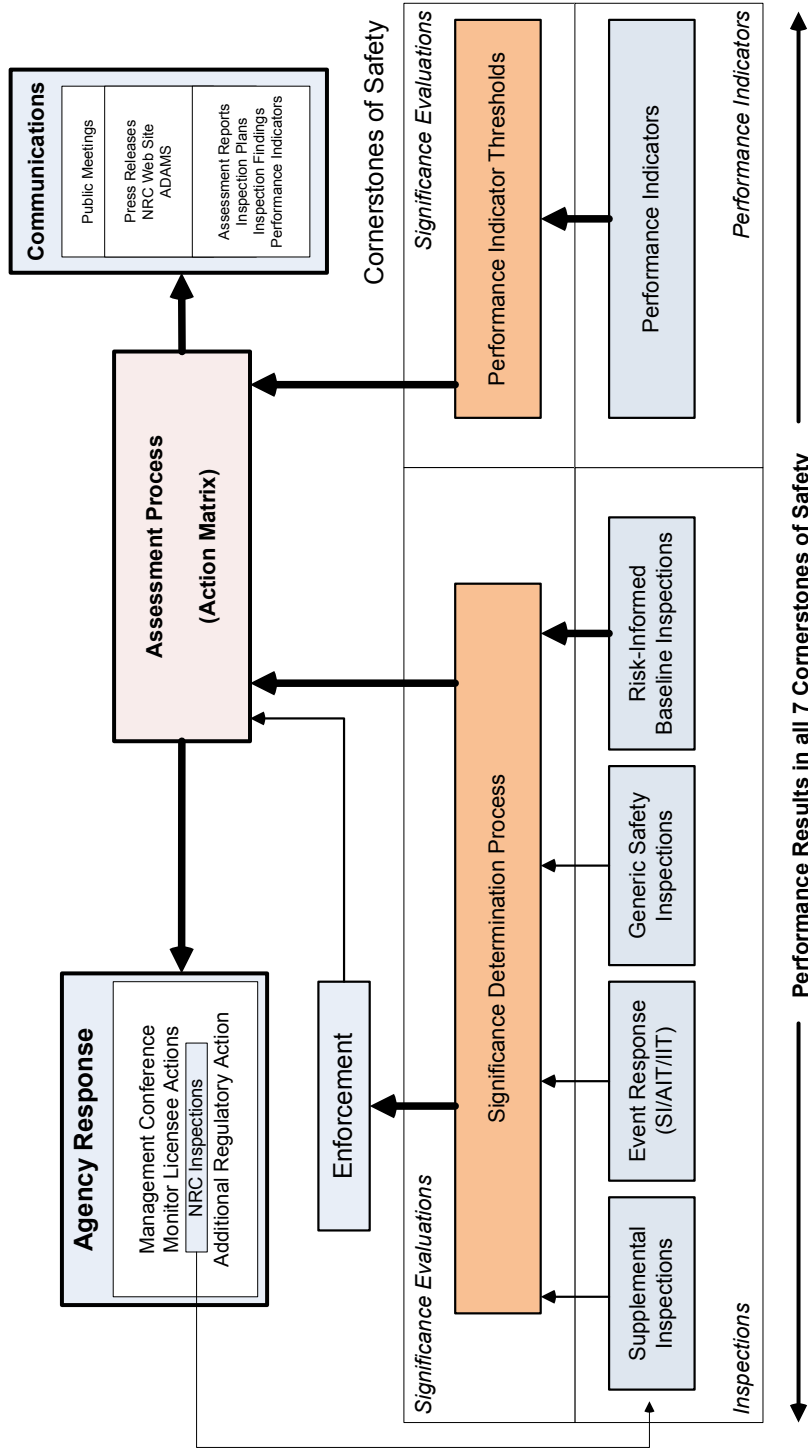 Communications
Public Meetings
Press Releases
NRC Web Site
ADAMS
Assessment Reports
Inspection Plans
Inspection Findings
Performance Indicators
Assessment Process
(Action Matrix)
Agency Response
Management Conference
Monitor Licensee Actions
NRC Inspections
Additional Regulatory Action
Enforcement
Cornerstones of Safety
Significance Evaluations
Significance Evaluations
Significance Determination Process
Performance Indicator Thresholds
Supplemental
Inspections
Event Response
(SI/AIT/IIT)
Generic Safety
Inspections
Risk-Informed
Baseline Inspections
Performance Indicators
Inspections
Performance Indicators
Performance Results in all 7 Cornerstones of Safety